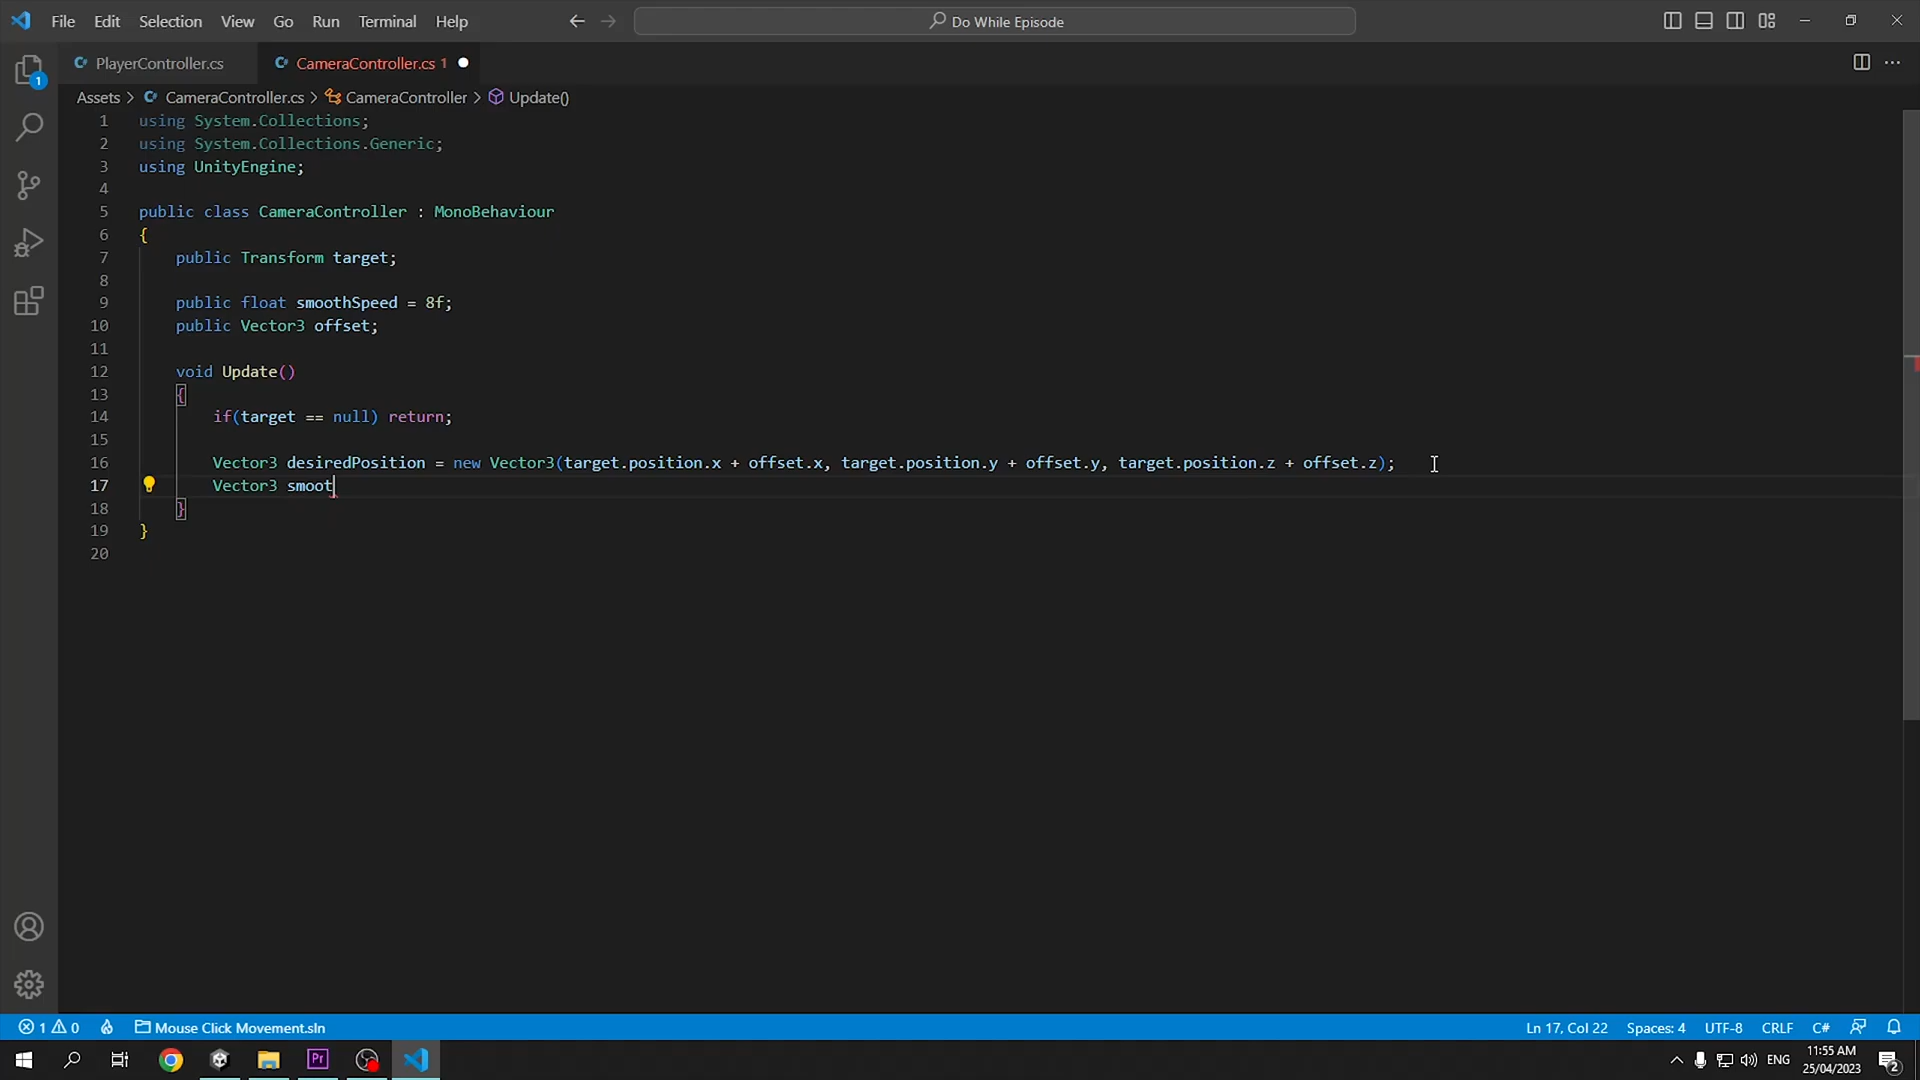 File Edit Selection View Go Run Terminal Help Do While Episode
PlayerController.cs CameraController.cs 1
Assets > CameraController.cs > CameraController > Update()
1 using System.Collections;
2 using System.Collections.Generic;
3 using UnityEngine;
4
5 public class CameraController : MonoBehaviour
6 {
7 public Transform target;
8
9 public float smoothSpeed = 8f;
10 public Vector3 offset;
11
12 void Update()
13 {
14 if(target == null) return;
15
16 Vector3 desiredPosition = new Vector3(target.position.x + offset.x, target.position.y + offset.y, target.position.z + offset.z);
17 Vector3 smoot
18 }
19 }
20
1 0 Mouse Click Movement.sln Ln 17, Col 22 Spaces: 4 UTF-8 CRLF C#
Pr ENG 11:55 AM
25/04/2023 2